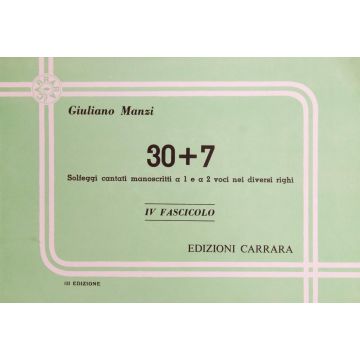 CARRARA
Giuliano Manzi
30+7
Solfeggi cantati manoscritti a 1 e a 2 voci nei diversi righi
IV FASCICOLO
EDIZIONI CARRARA
III EDIZIONE